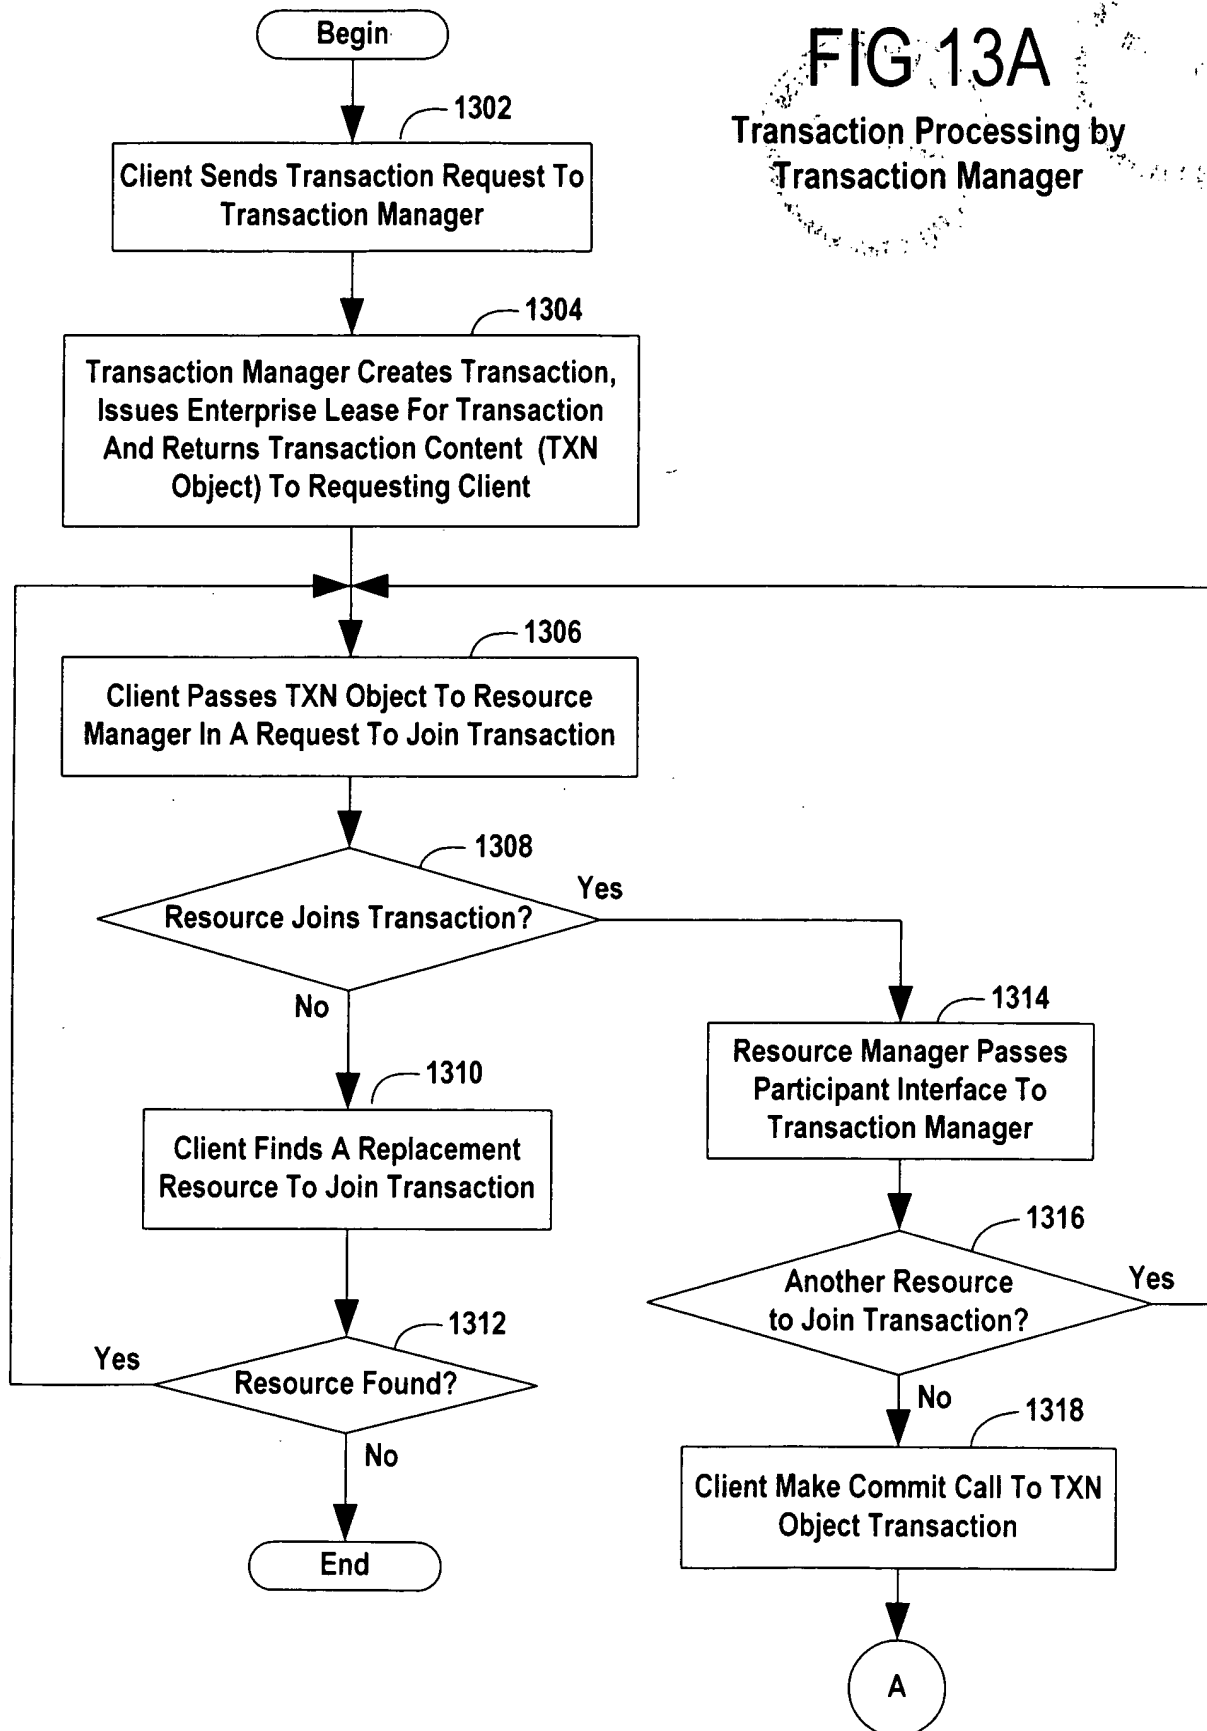 Begin
FIG 13A
Transaction Processing by
Transaction Manager
1302
Client Sends Transaction Request To
Transaction Manager
1304
Transaction Manager Creates Transaction,
Issues Enterprise Lease For Transaction
And Returns Transaction Content (TXN
Object) To Requesting Client
1306
Client Passes TXN Object To Resource
Manager In A Request To Join Transaction
1308
Resource Joins Transaction?
Yes
No
1310
Client Finds A Replacement
Resource To Join Transaction
1312
Resource Found?
Yes
No
End
1314
Resource Manager Passes
Participant Interface To
Transaction Manager
1316
Another Resource
to Join Transaction?
Yes
No
1318
Client Make Commit Call To TXN
Object Transaction
A